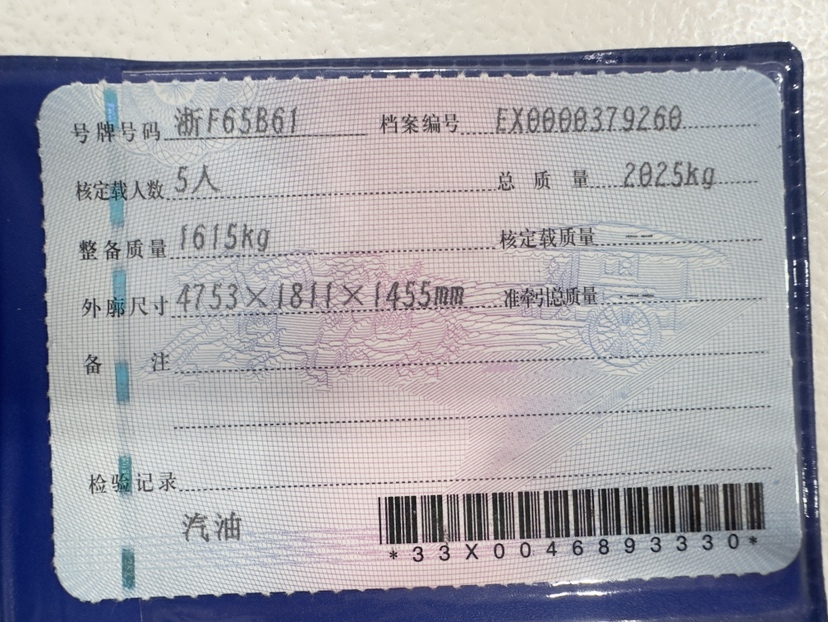 号牌号码 浙F65B61 档案编号 EX0000379260
核定载人数 5人 总质量 2025kg
整备质量 1615kg 核定载质量 --
外廓尺寸 4753×1811×1455mm 准牵引总质量 --
备注
检验记录
汽油
*33X0046893330*